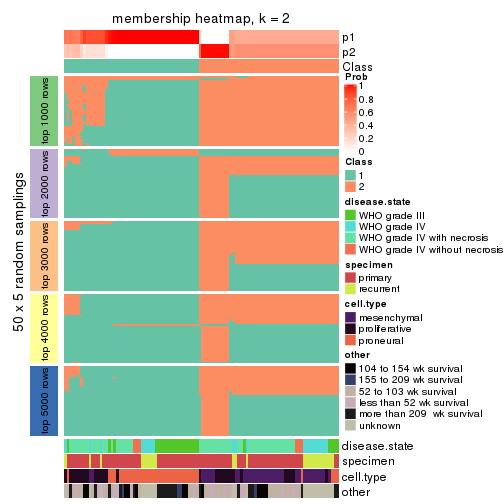 membership heatmap, k = 2
p1
p2
Class
50 x 5 random samplings
top 1000 rows
top 2000 rows
top 3000 rows
top 4000 rows
top 5000 rows
disease.state
specimen
cell.type
other
Prob
1
0.8
0.6
0.4
0.2
0
Class
1
2
disease.state
WHO grade III
WHO grade IV
WHO grade IV with necrosis
WHO grade IV without necrosis
specimen
primary
recurrent
cell.type
mesenchymal
proliferative
proneural
other
104 to 154 wk survival
155 to 209 wk survival
52 to 103 wk survival
less than 52 wk survival
more than 209  wk survival
unknown